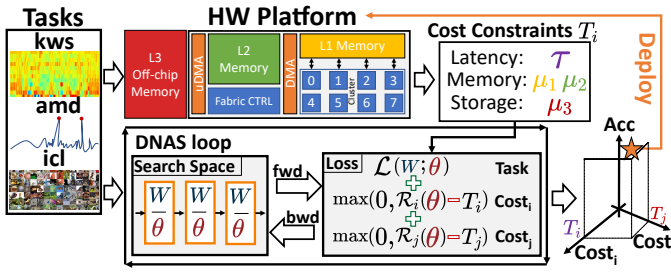 Tasks
kws
amd
icl
HW Platform
L3
Off-chip
Memory
uDMA
L2
Memory
Fabric CTRL
DMA
L1 Memory
0 1 2 3
Cluster
4 5 6 7
Cost Constraints T_i
Latency: τ
Memory: μ_1 μ_2
Storage: μ_3
Deploy
DNAS loop
Search Space
W W W
θ θ θ
fwd
bwd
Loss
ℒ(W;θ) Task
max(0,ℛ_i(θ)−T_i) Cost_i
max(0,ℛ_j(θ)−T_j) Cost_j
Acc
T_i
T_j
Cost_i
Cost